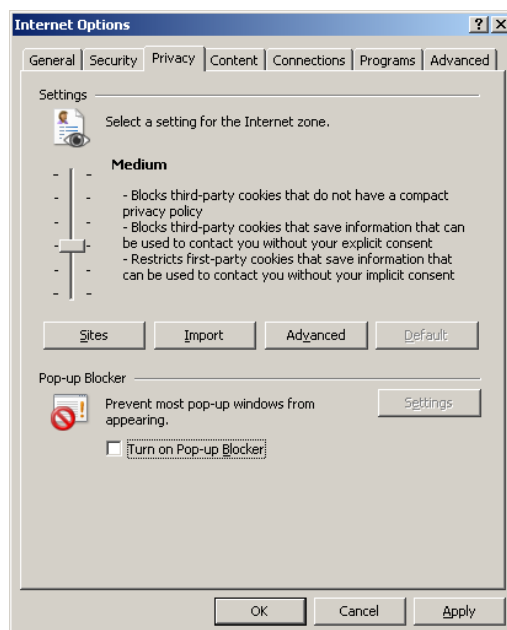 Internet Options
General Security Privacy Content Connections Programs Advanced
Settings
Select a setting for the Internet zone.
Medium
- Blocks third-party cookies that do not have a compact
privacy policy
- Blocks third-party cookies that save information that can
be used to contact you without your explicit consent
- Restricts first-party cookies that save information that
can be used to contact you without your implicit consent
Sites Import Advanced Default
Pop-up Blocker
Prevent most pop-up windows from
appearing.
Settings
Turn on Pop-up Blocker
OK Cancel Apply